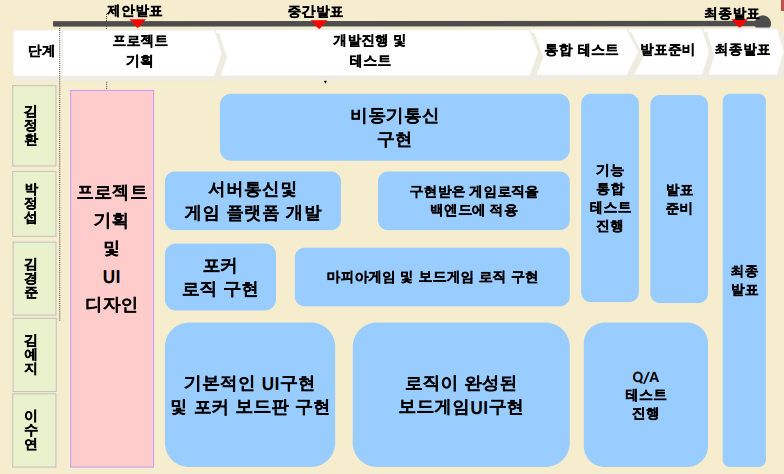 제안발표
중간발표
최종발표
단계
프로젝트
기획
개발진행 및
테스트
통합 테스트
발표준비
최종발표
김정환
박정섭
김경준
김예지
이수연
프로젝트
기획
및
UI
디자인
비동기통신
구현
서버통신및
게임 플랫폼 개발
구현받은 게임로직을
백엔드에 적용
포커
로직 구현
마피아게임 및 보드게임 로직 구현
기본적인 UI구현
및 포커 보드판 구현
로직이 완성된
보드게임UI구현
기능
통합
테스트
진행
발표
준비
Q/A
테스트
진행
최종
발표